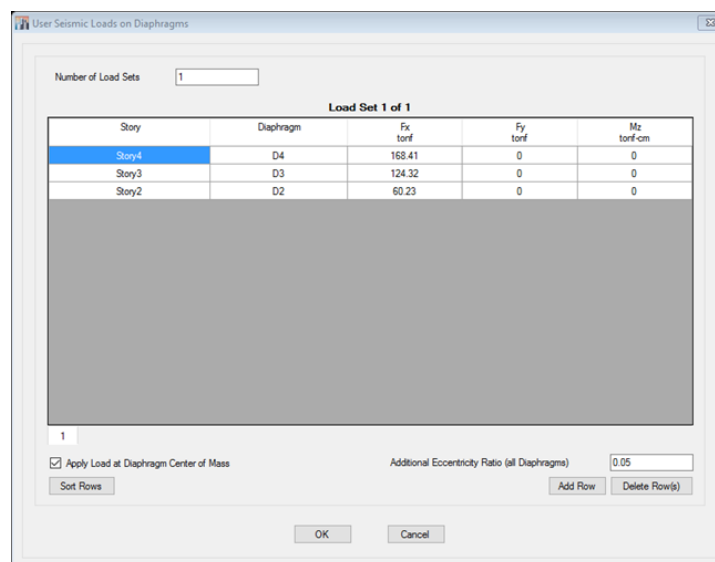 User Seismic Loads on Diaphragms
Number of Load Sets 1
Load Set 1 of 1
Story Diaphragm Fx Fy Mz
tonf tonf tonf-cm
Story4 D4 168.41 0 0
Story3 D3 124.32 0 0
Story2 D2 60.23 0 0
1
Apply Load at Diaphragm Center of Mass Additional Eccentricity Ratio (all Diaphragms) 0.05
Sort Rows Add Row Delete Row(s)
OK Cancel